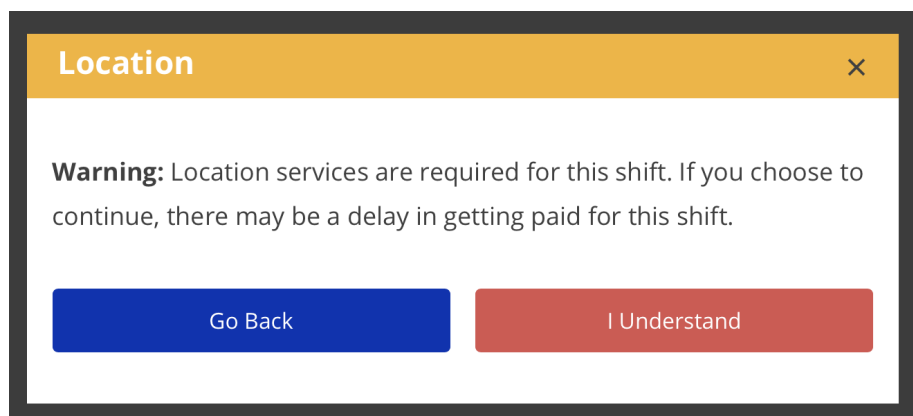 Location
Warning: Location services are required for this shift. If you choose to
continue, there may be a delay in getting paid for this shift.
Go Back
I Understand